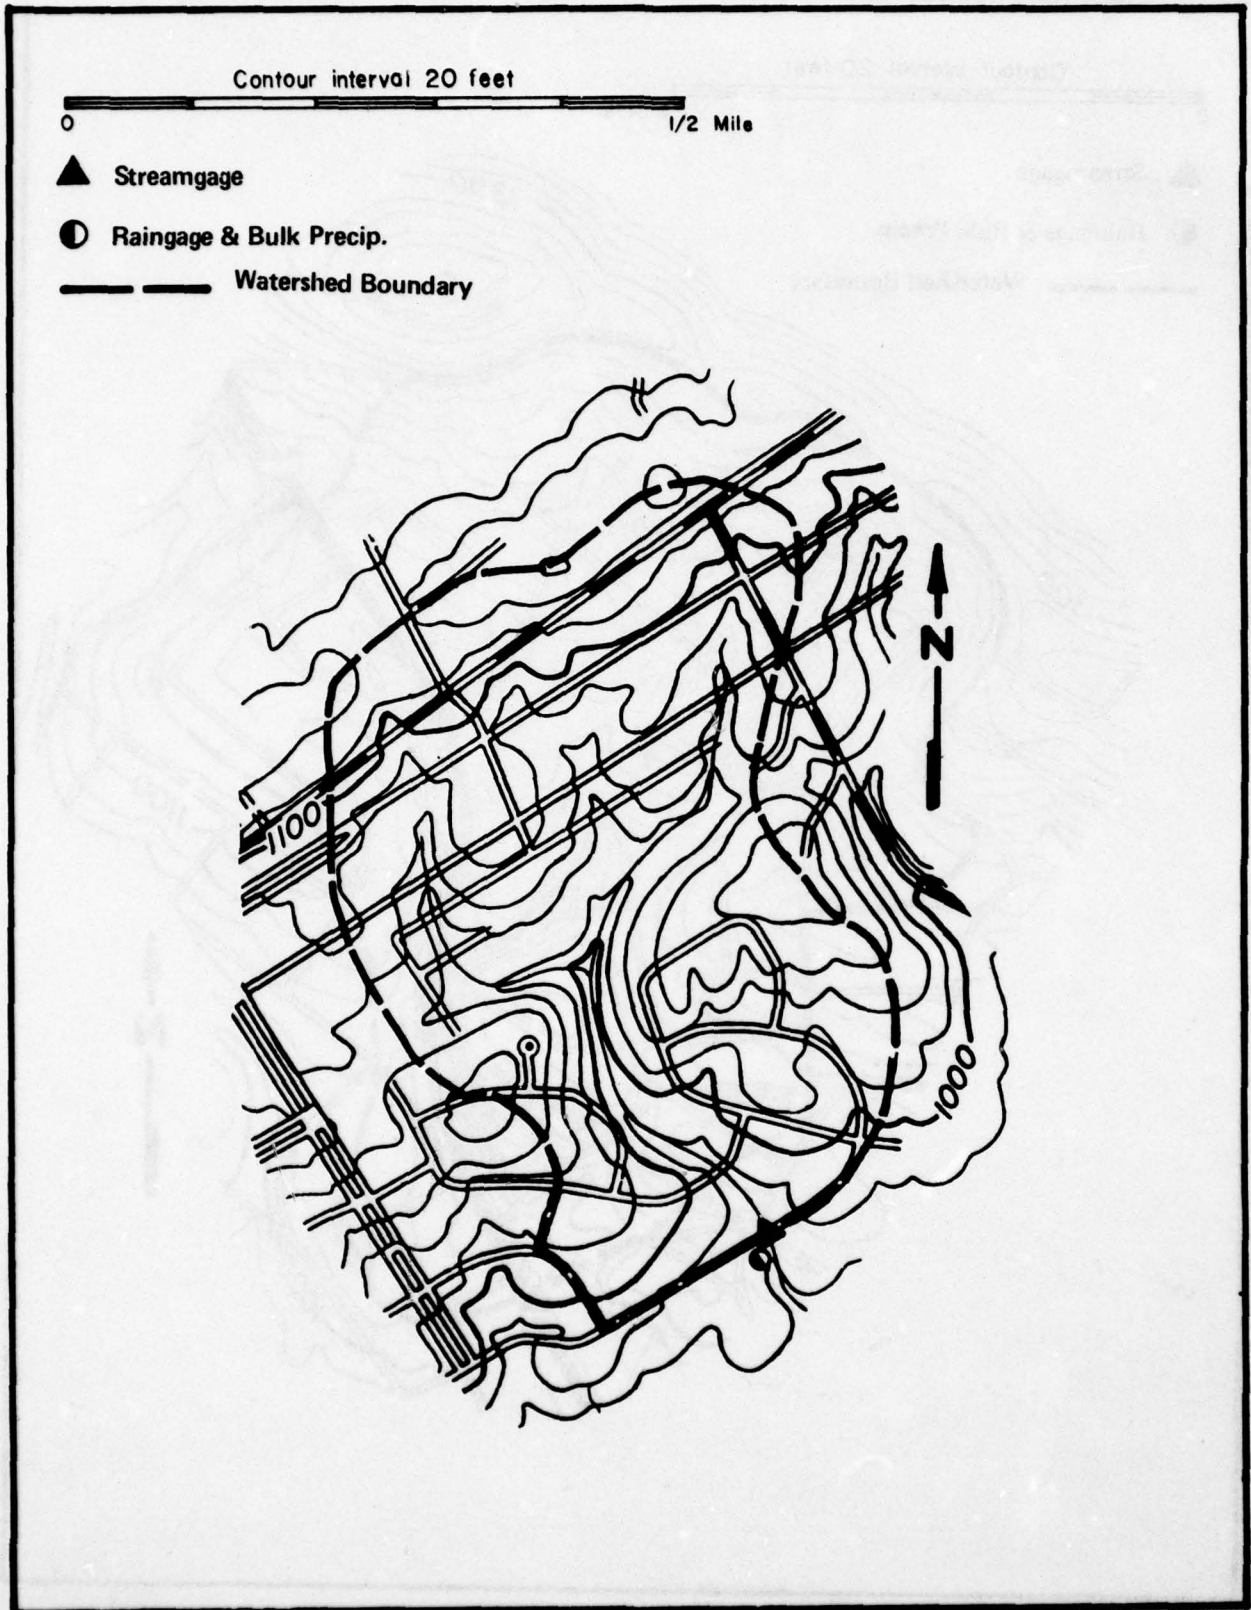 Contour interval 20 feet
0 1/2 Mile
Streamgage
Raingage & Bulk Precip.
Watershed Boundary
N
1100
1000